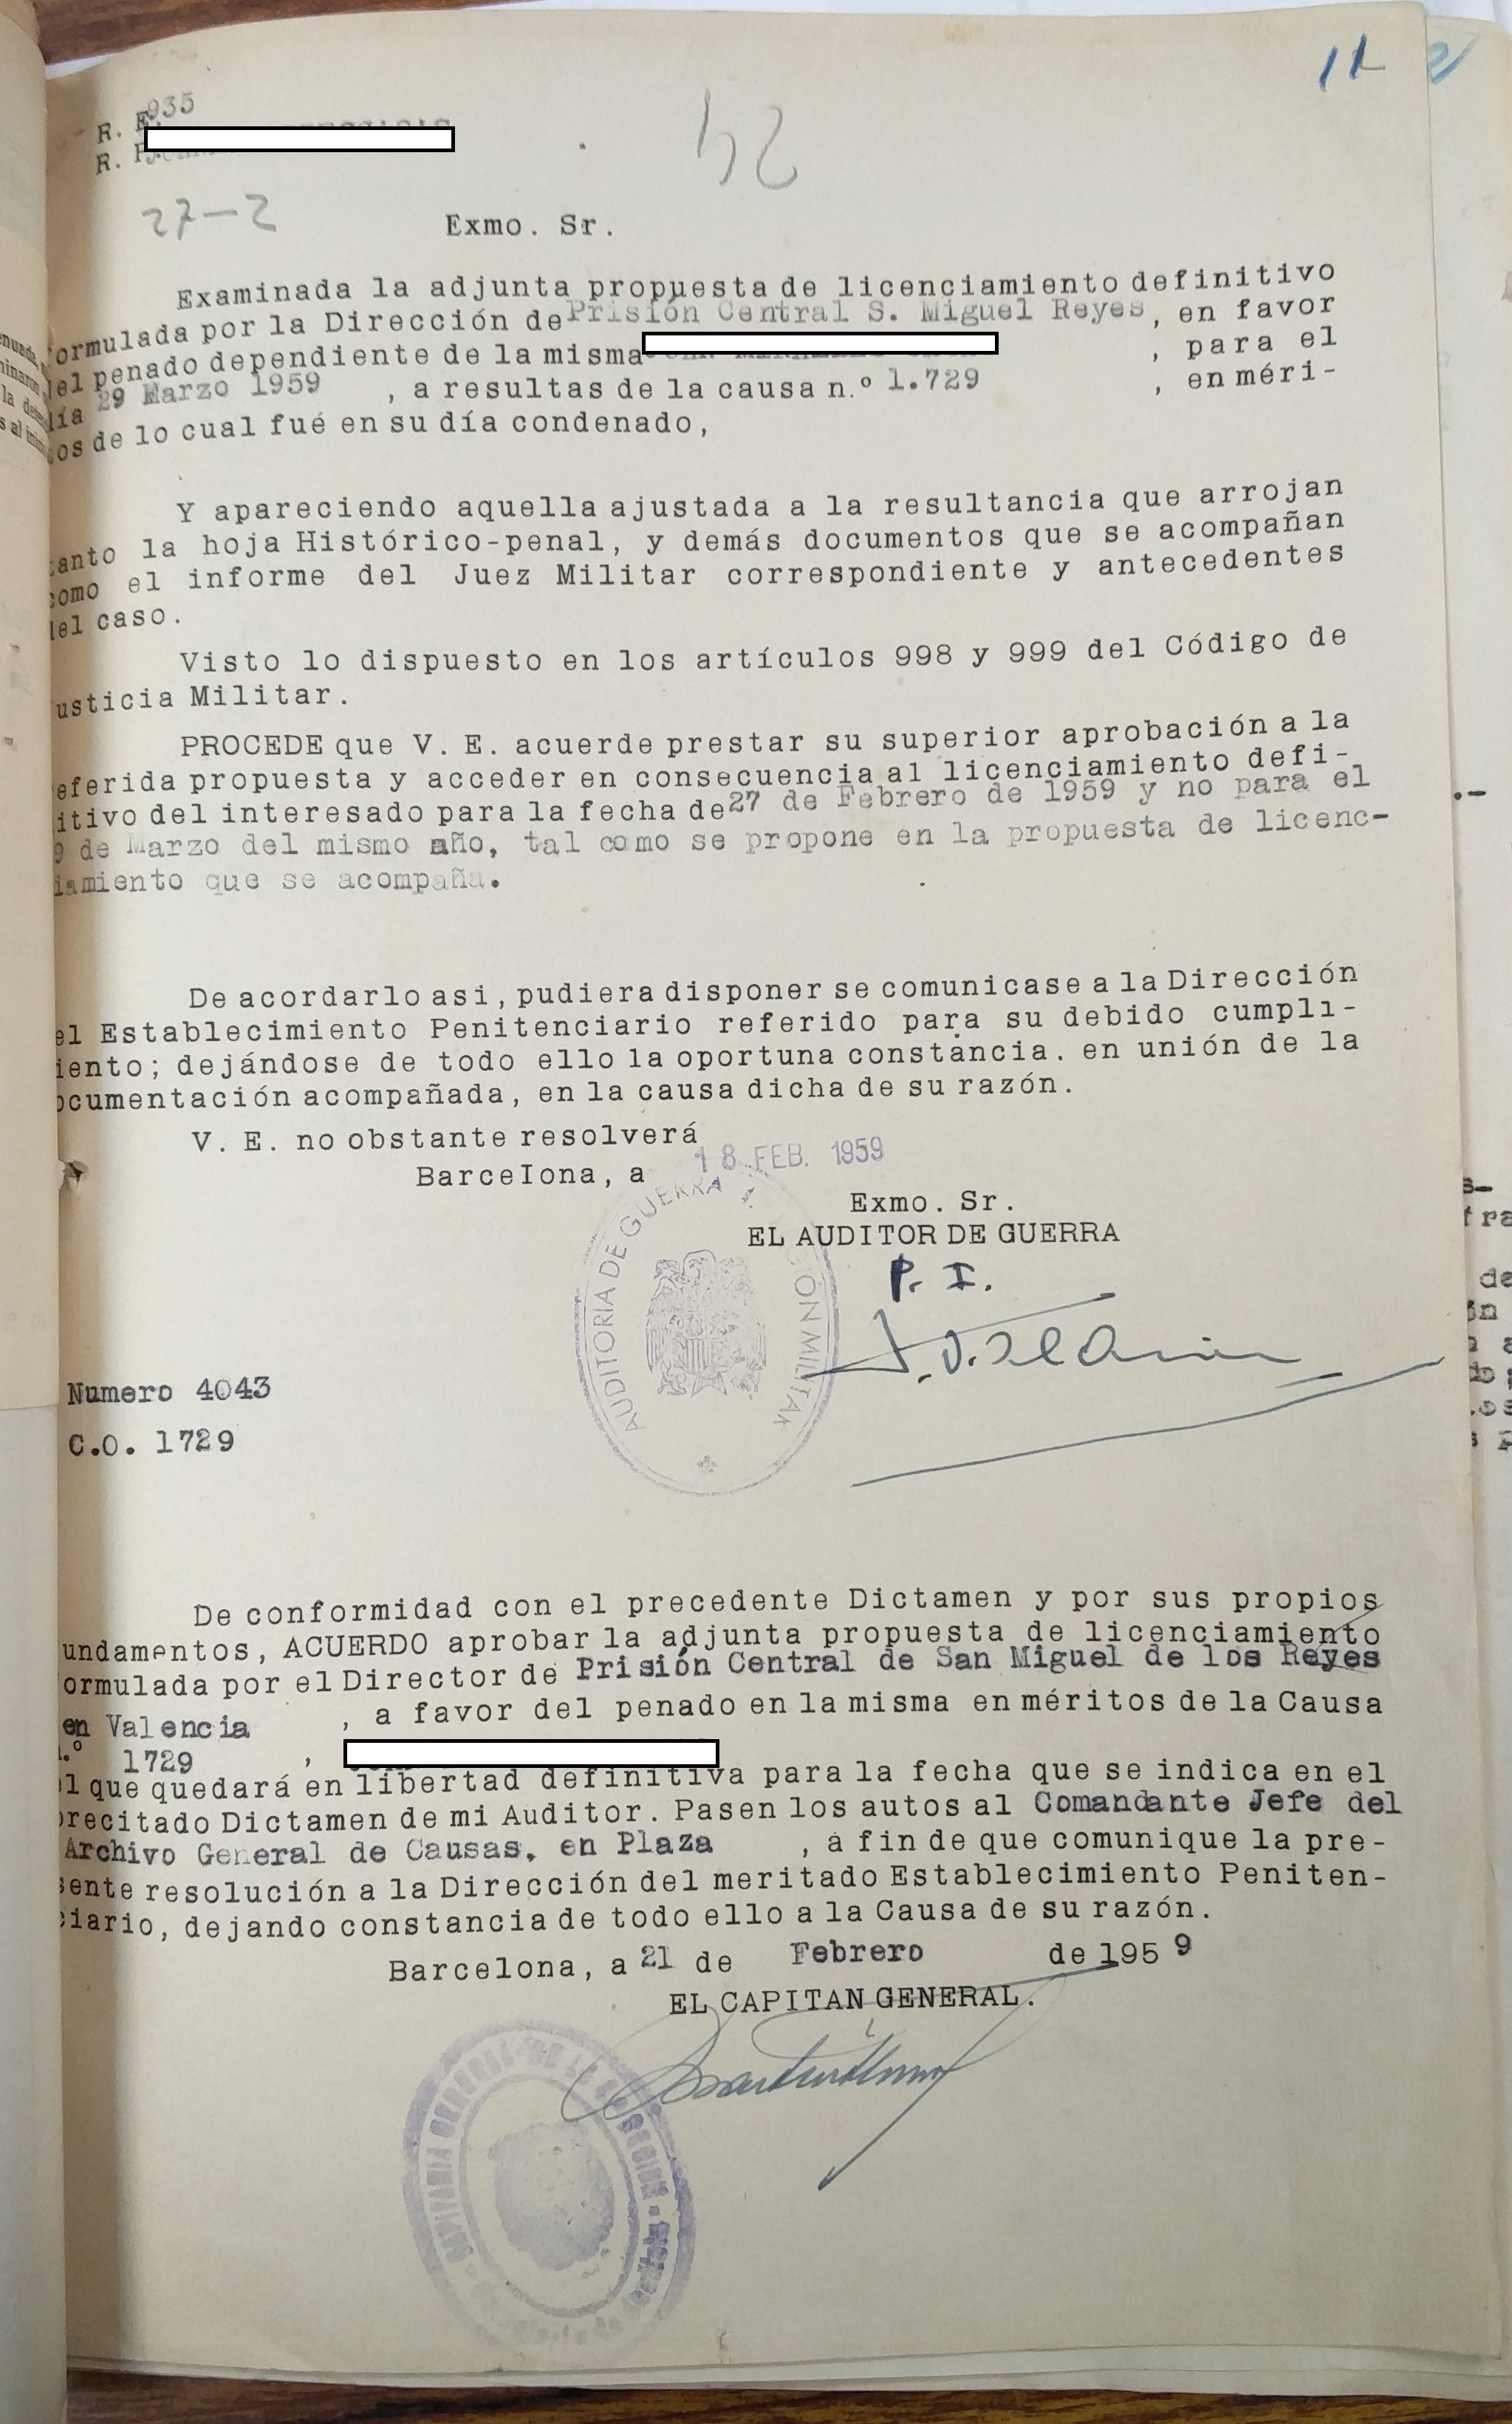 11
R. E. 935
R. P.
27-2
Exmo. Sr.
Examinada la adjunta propuesta de licenciamiento definitivo
ormulada por la Dirección de Prisión Central S. Miguel Reyes, en favor
del penado dependiente de la misma , para el
día 29 Marzo 1959 , a resultas de la causa n.º 1.729 , en méri-
os de lo cual fué en su día condenado,
Y apareciendo aquella ajustada a la resultancia que arrojan
tanto la hoja Histórico-penal, y demás documentos que se acompañan
como el informe del Juez Militar correspondiente y antecedentes
del caso.
Visto lo dispuesto en los artículos 998 y 999 del Código de
usticia Militar.
PROCEDE que V. E. acuerde prestar su superior aprobación a la
eferida propuesta y acceder en consecuencia al licenciamiento defi-
itivo del interesado para la fecha de 27 de Febrero de 1959 y no para el
9 de Marzo del mismo año, tal como se propone en la propuesta de licenc-
iamiento que se acompaña.
De acordarlo asi, pudiera disponer se comunicase a la Dirección
el Establecimiento Penitenciario referido para su debido cumpli-
iento; dejándose de todo ello la oportuna constancia. en unión de la
ocumentación acompañada, en la causa dicha de su razón.
V. E. no obstante resolverá
Barcelona, a 18 FEB. 1959
Exmo. Sr.
EL AUDITOR DE GUERRA
P. I.
AUDITORIA DE GUERRA
Numero 4043
C.O. 1729
De conformidad con el precedente Dictamen y por sus propios
undamentos, ACUERDO aprobar la adjunta propuesta de licenciamiento
ormulada por el Director de Prisión Central de San Miguel de los Reyes
en Valencia , a favor del penado en la misma en méritos de la Causa
n.º 1729 ,
el que quedará en libertad definitiva para la fecha que se indica en el
precitado Dictamen de mi Auditor. Pasen los autos al Comandante Jefe del
Archivo General de Causas, en Plaza , a fin de que comunique la pre-
sente resolución a la Dirección del meritado Establecimiento Peniten-
ciario, dejando constancia de todo ello a la Causa de su razón.
Barcelona, a 21 de Febrero de 1959
EL CAPITAN GENERAL.